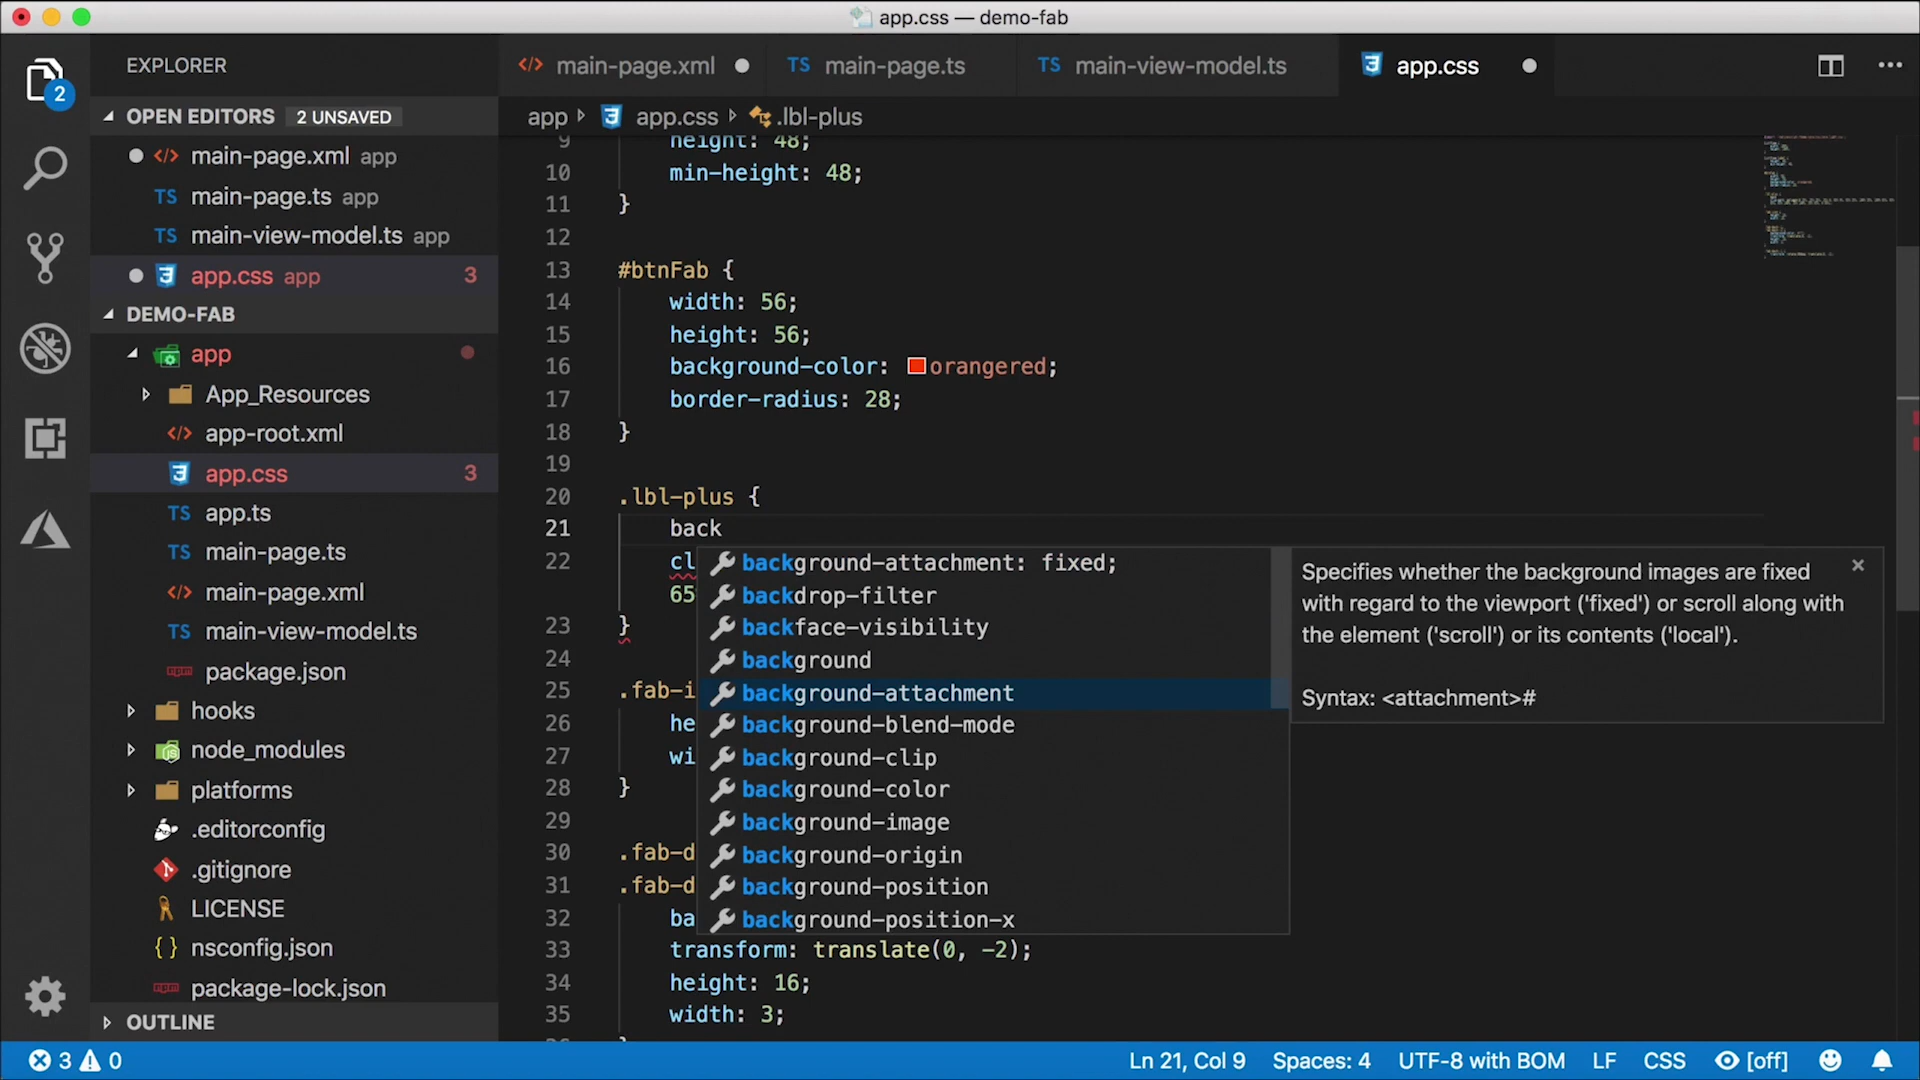 app.css — demo-fab
2
EXPLORER
OPEN EDITORS 2 UNSAVED
main-page.xml app
TS main-page.ts app
TS main-view-model.ts app
app.css app 3
DEMO-FAB
app
App_Resources
app-root.xml
app.css 3
TS app.ts
TS main-page.ts
main-page.xml
TS main-view-model.ts
package.json
hooks
node_modules
platforms
.editorconfig
.gitignore
LICENSE
nsconfig.json
package-lock.json
OUTLINE
main-page.xml TS main-page.ts TS main-view-model.ts app.css
app app.css .lbl-plus
9 height: 48;
10 min-height: 48;
11 }
12
13 #btnFab {
14 width: 56;
15 height: 56;
16 background-color: orangered;
17 border-radius: 28;
18 }
19
20 .lbl-plus {
21 back
22 cl
65
23 }
24
25 .fab-i
26 he
27 wi
28 }
29
30 .fab-d
31 .fab-d
32 ba
33 transform: translate(0, -2);
34 height: 16;
35 width: 3;
}
background-attachment: fixed;
backdrop-filter
backface-visibility
background
background-attachment
background-blend-mode
background-clip
background-color
background-image
background-origin
background-position
background-position-x
Specifies whether the background images are fixed
with regard to the viewport ('fixed') or scroll along with
the element ('scroll') or its contents ('local').
Syntax: <attachment>#
3 0 Ln 21, Col 9 Spaces: 4 UTF-8 with BOM LF CSS [off]